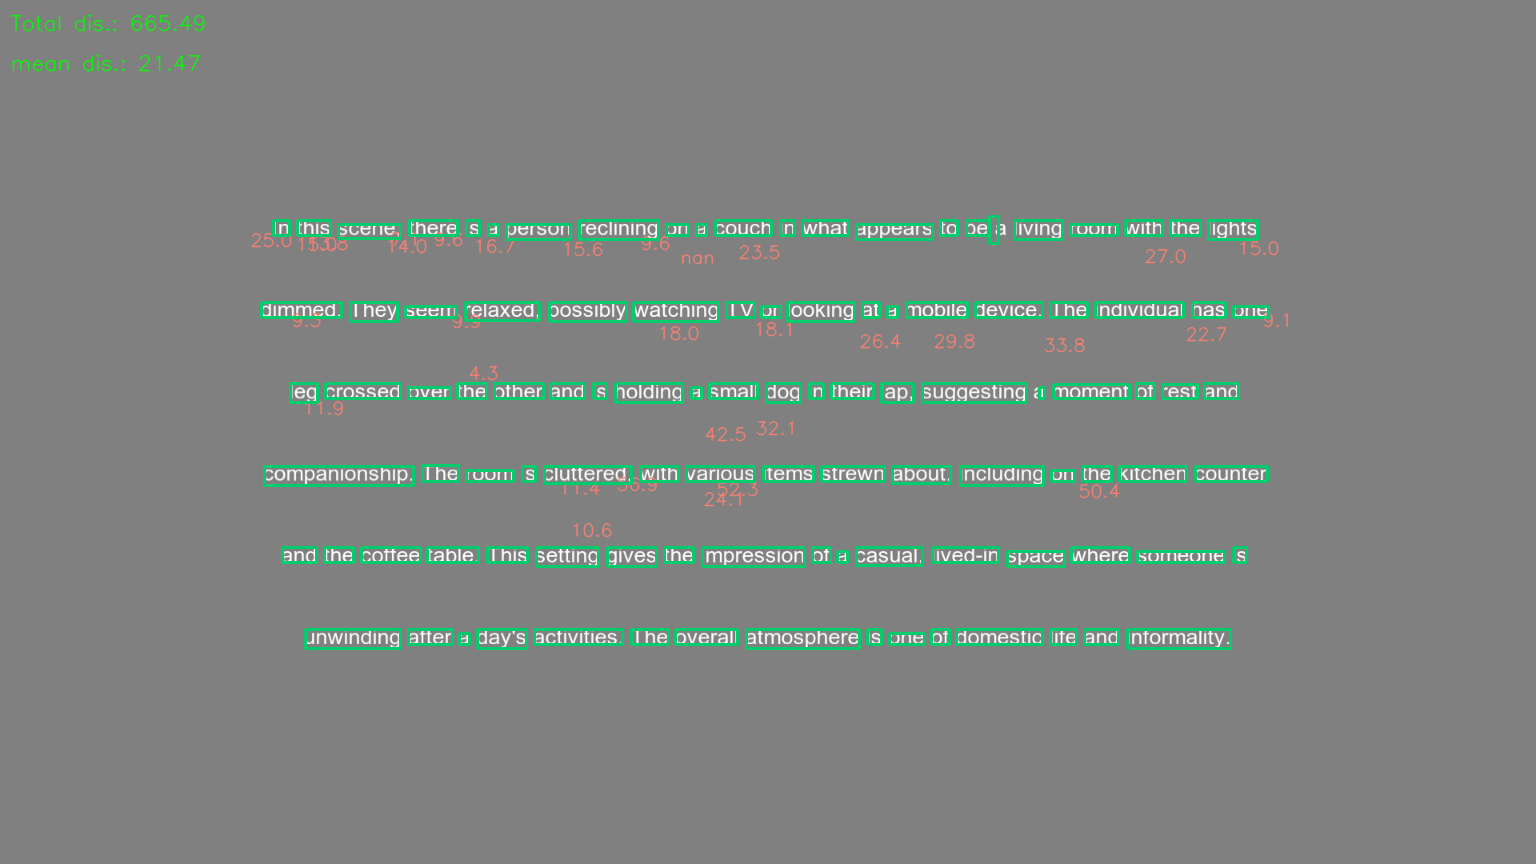 Total dis.: 665.49
mean dis.: 21.47
In this scene, there is a person reclining on a couch in what appears to be a living room with the lights
25.0 15.0 13.8 14.0 9.6 16.7 15.6 9.6 nan 23.5 27.0 15.0
dimmed. They seem relaxed, possibly watching TV or looking at a mobile device. The individual has one
9.5 9.9 18.0 18.1 26.4 29.8 33.8 22.7 9.1
4.3
leg crossed over the other and is holding a small dog in their lap, suggesting a moment of rest and
11.9 42.5 32.1
companionship. The room is cluttered, with various items strewn about, including on the kitchen counter
11.4 38.9 52.3 24.1 50.4
10.6
and the coffee table. This setting gives the impression of a casual, lived-in space where someone is
unwinding after a day's activities. The overall atmosphere is one of domestic life and informality.